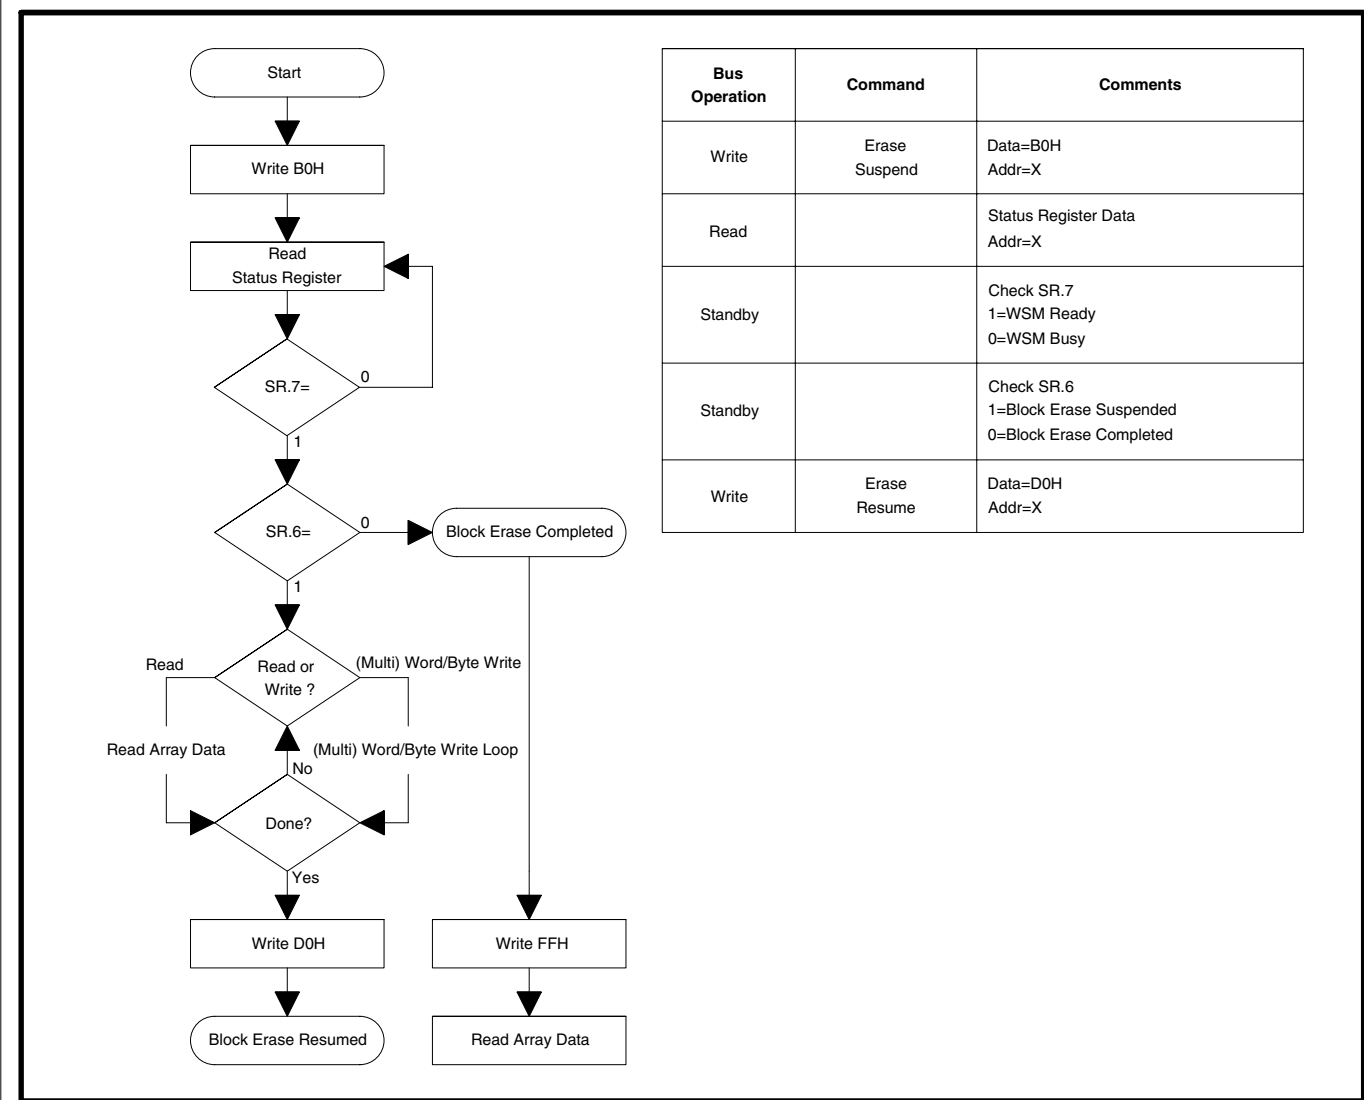 Start
Write B0H
Read
Status Register
SR.7=
0
1
SR.6=
0
Block Erase Completed
1
Read
Read or
Write ?
(Multi) Word/Byte Write
Read Array Data
(Multi) Word/Byte Write Loop
No
Done?
Yes
Write D0H
Write FFH
Block Erase Resumed
Read Array Data
Bus
Operation
Command
Comments
Write
Erase
Suspend
Data=B0H
Addr=X
Read
Status Register Data
Addr=X
Standby
Check SR.7
1=WSM Ready
0=WSM Busy
Standby
Check SR.6
1=Block Erase Suspended
0=Block Erase Completed
Write
Erase
Resume
Data=D0H
Addr=X